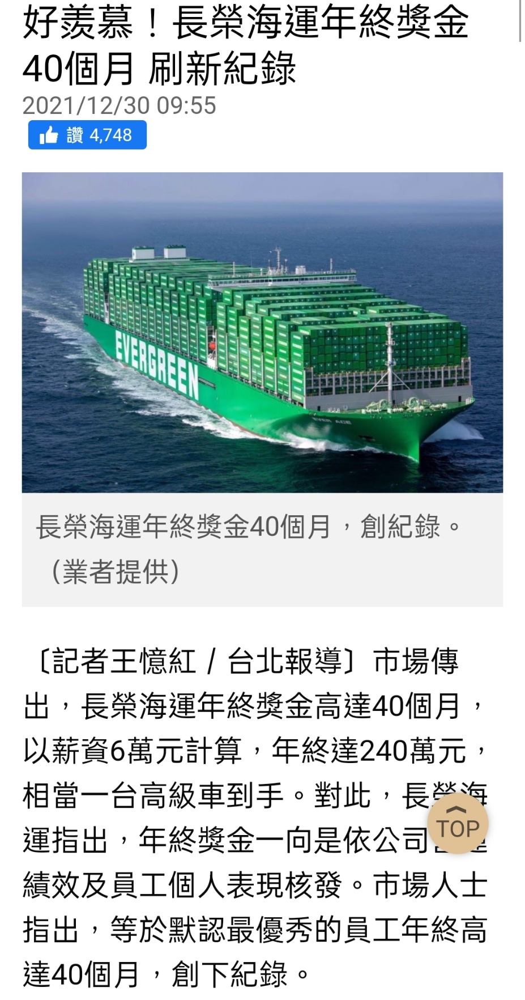 好羨慕！長榮海運年終獎金
40個月 刷新紀錄
2021/12/30 09:55
讚 4,748
EVERGREEN
EVER ACE
長榮海運年終獎金40個月，創紀錄。
（業者提供）
〔記者王憶紅／台北報導〕市場傳
出，長榮海運年終獎金高達40個月，
以薪資6萬元計算，年終達240萬元，
相當一台高級車到手。對此，長榮海
TOP
運指出，年終獎金一向是依公司
績效及員工個人表現核發。市場人士
指出，等於默認最優秀的員工年終高
達40個月，創下紀錄。